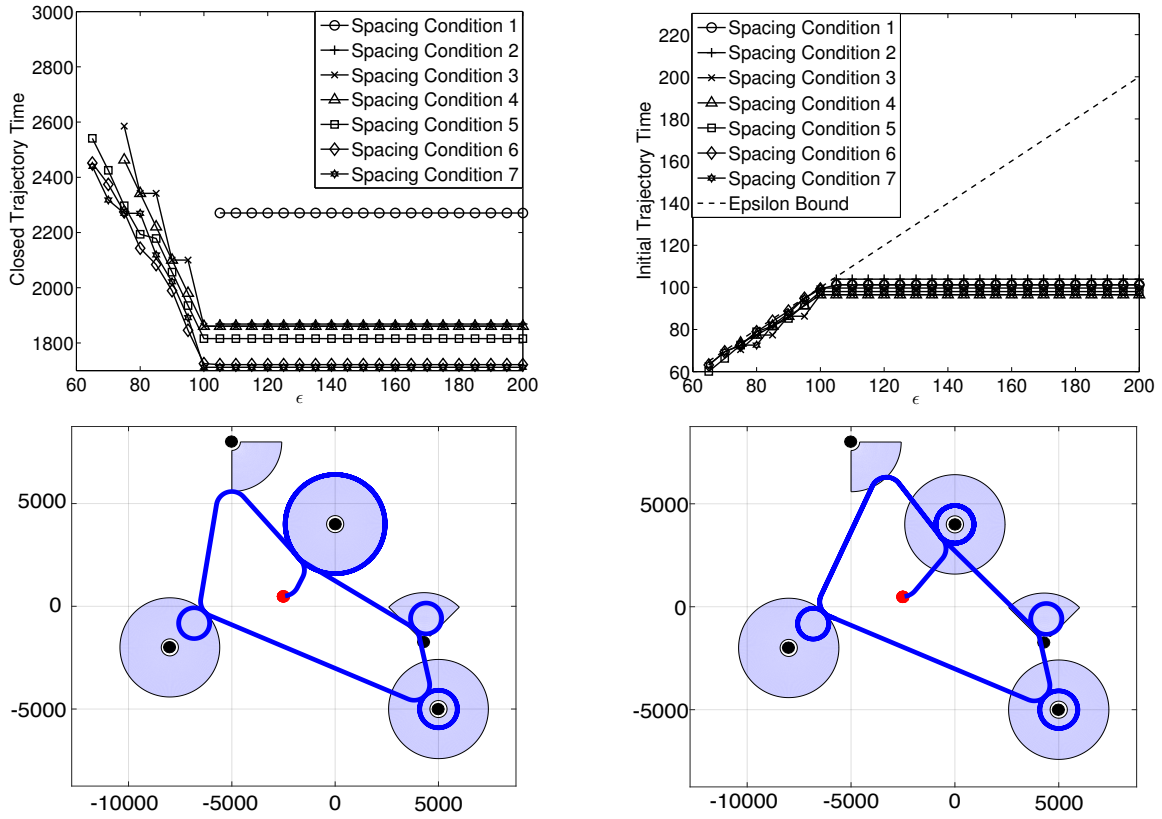 3000
2800
2600
2400
2200
2000
1800
Closed Trajectory Time
60
80
100
120
140
160
180
200
ϵ
Spacing Condition 1
Spacing Condition 2
Spacing Condition 3
Spacing Condition 4
Spacing Condition 5
Spacing Condition 6
Spacing Condition 7
220
200
180
160
140
120
100
80
60
Initial Trajectory Time
60
80
100
120
140
160
180
200
ϵ
Spacing Condition 1
Spacing Condition 2
Spacing Condition 3
Spacing Condition 4
Spacing Condition 5
Spacing Condition 6
Spacing Condition 7
Epsilon Bound
5000
0
-5000
-10000
-5000
0
5000
5000
0
-5000
-10000
-5000
0
5000